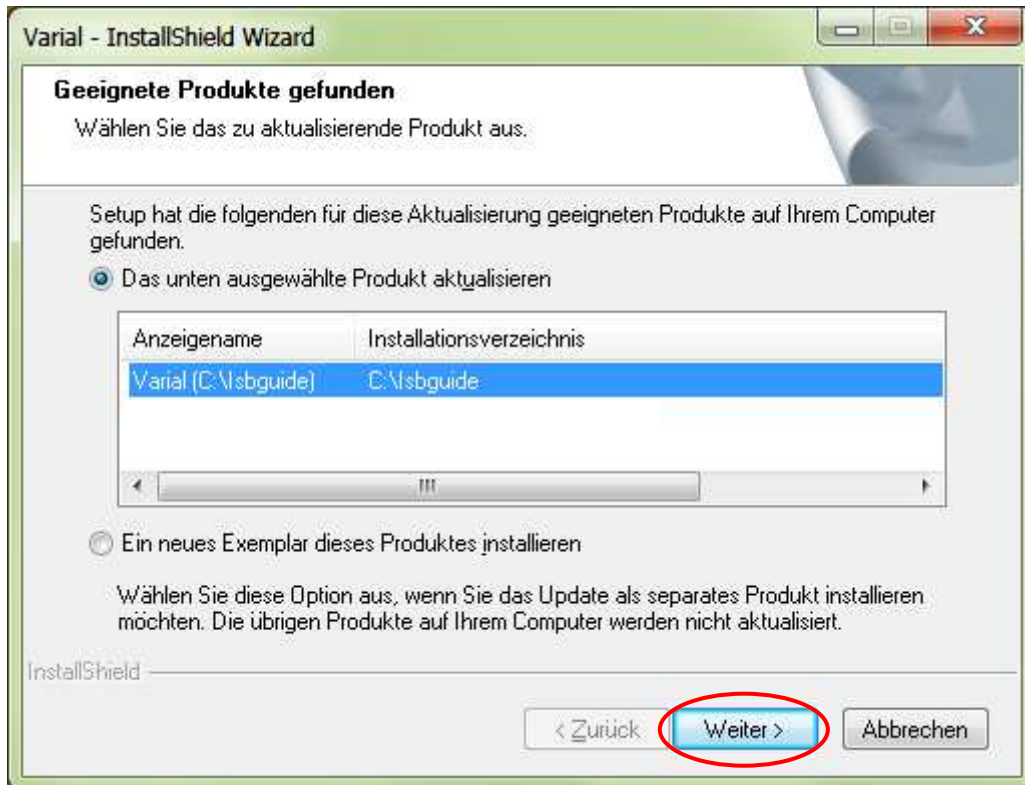 Varial - InstallShield Wizard
Geeignete Produkte gefunden
Wählen Sie das zu aktualisierende Produkt aus.
Setup hat die folgenden für diese Aktualisierung geeigneten Produkte auf Ihrem Computer
gefunden.
Das unten ausgewählte Produkt aktualisieren
Anzeigename Installationsverzeichnis
Varial (C:\Isbguide) C:\Isbguide
Ein neues Exemplar dieses Produktes installieren
Wählen Sie diese Option aus, wenn Sie das Update als separates Produkt installieren
möchten. Die übrigen Produkte auf Ihrem Computer werden nicht aktualisiert.
InstallShield
< Zurück Weiter > Abbrechen